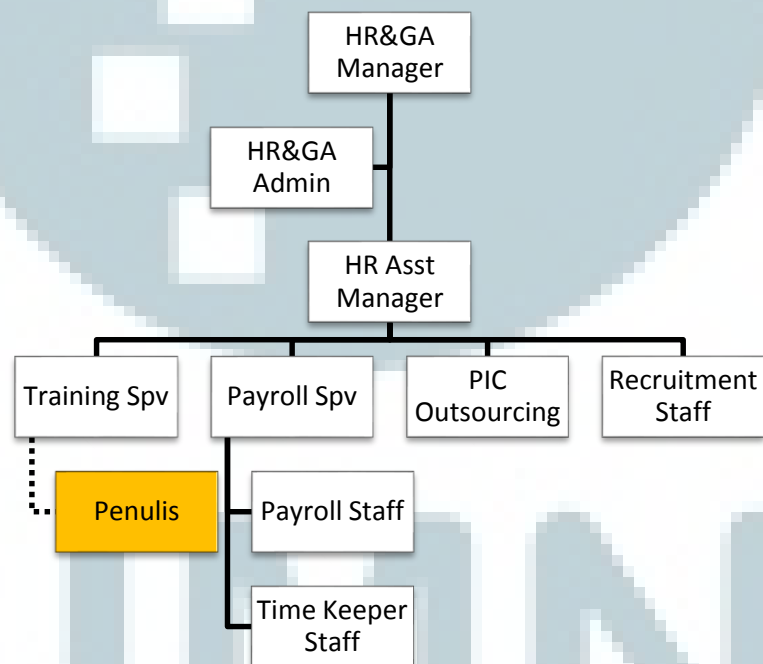 HR&GA
Manager
HR&GA
Admin
HR Asst
Manager
Training Spv
Payroll Spv
PIC
Outsourcing
Recruitment
Staff
Penulis
Payroll Staff
Time Keeper
Staff